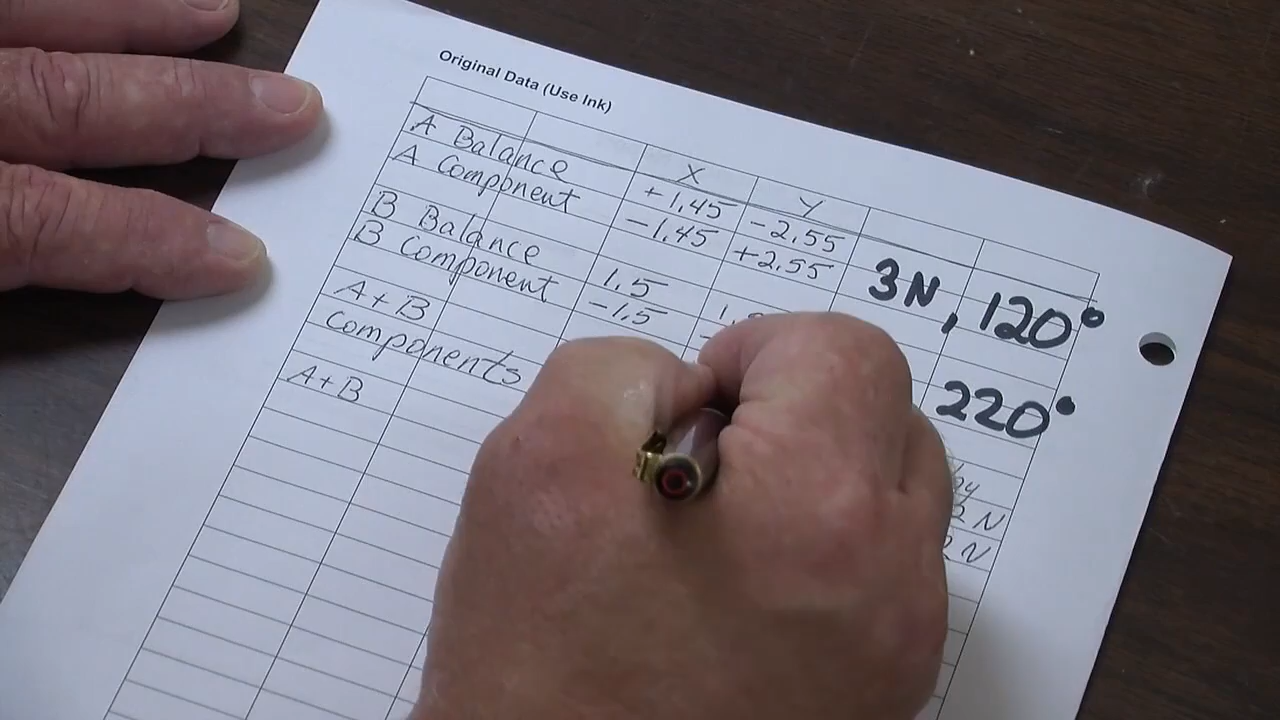 Original Data (Use Ink)
X Y
A Balance +1.45 -2.55
A Component -1.45 +2.55
3N, 120°
B Balance 1.5
B Component -1.5
220°
A+B
components
N
A+B N